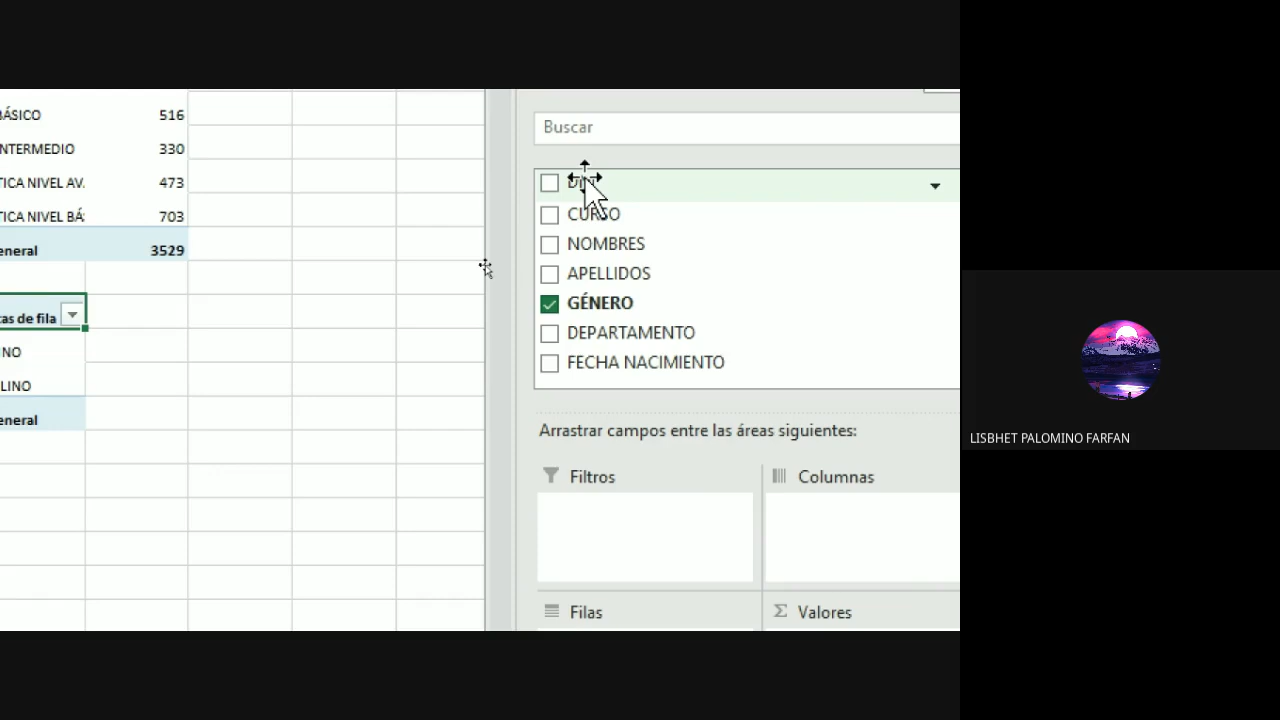 BÁSICO 516
NTERMEDIO 330
TICA NIVEL AV. 473
TICA NIVEL BÁ: 703
eneral 3529
as de fila
NO
LINO
eneral
Buscar
CURSO
NOMBRES
APELLIDOS
GÉNERO
DEPARTAMENTO
FECHA NACIMIENTO
Arrastrar campos entre las áreas siguientes:
Filtros
Columnas
Filas
Σ Valores
LISBHET PALOMINO FARFAN